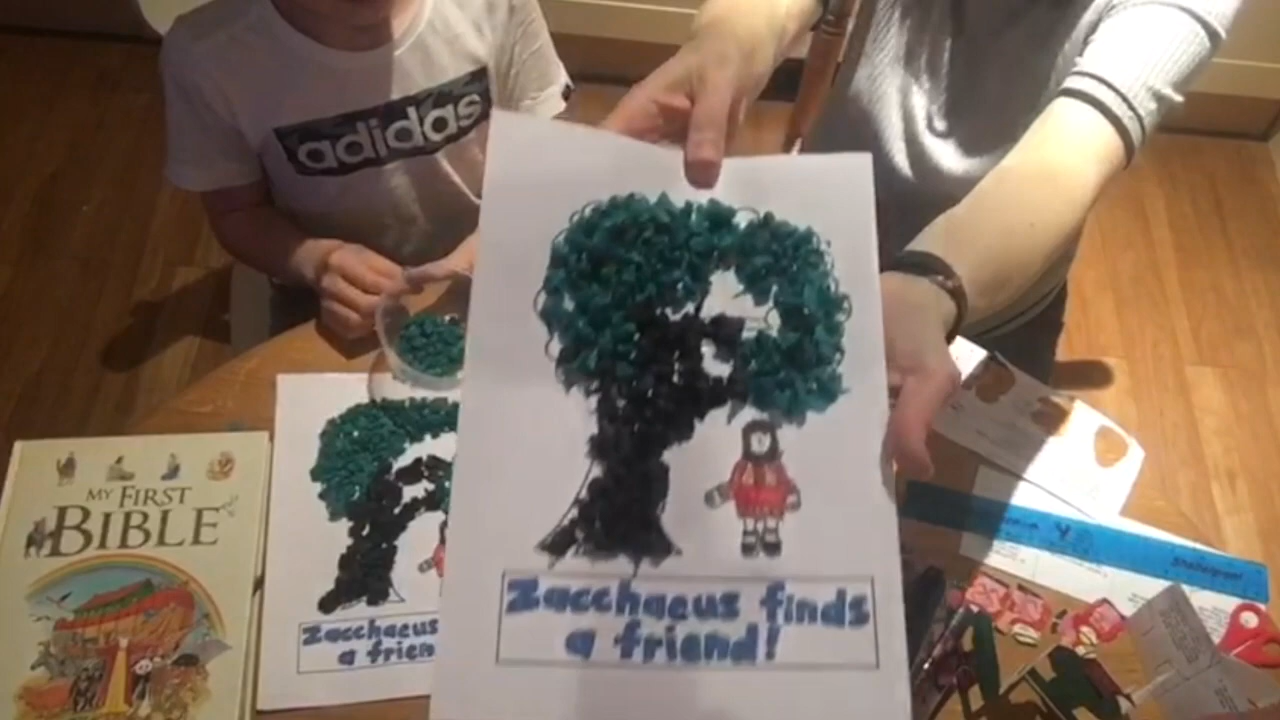 adidas
MY FIRST
BIBLE
Zacchaeus
a frien
Zacchaeus finds
a friend!